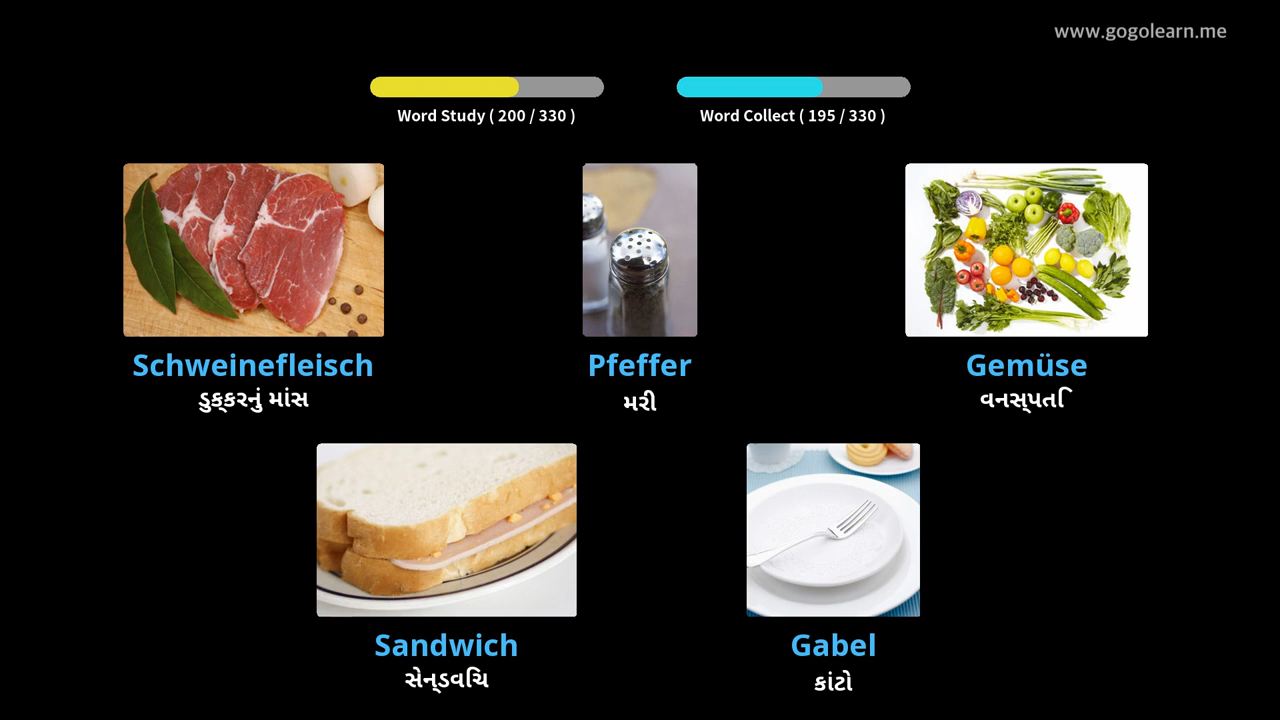 www.gogolearn.me
Word Study ( 200 / 330 )
Word Collect ( 195 / 330 )
Schweinefleisch
ડુક્કરનું માંસ
Pfeffer
મરી
Gemüse
વનસ્પતિ
Sandwich
સેન્ડવિચ
Gabel
કાંટો